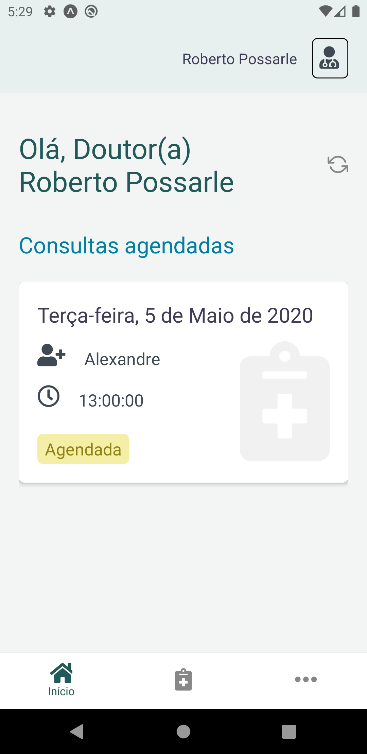 5:29
Roberto Possarle
Olá, Doutor(a)
Roberto Possarle
Consultas agendadas
Terça-feira, 5 de Maio de 2020
Alexandre
13:00:00
Agendada
Início